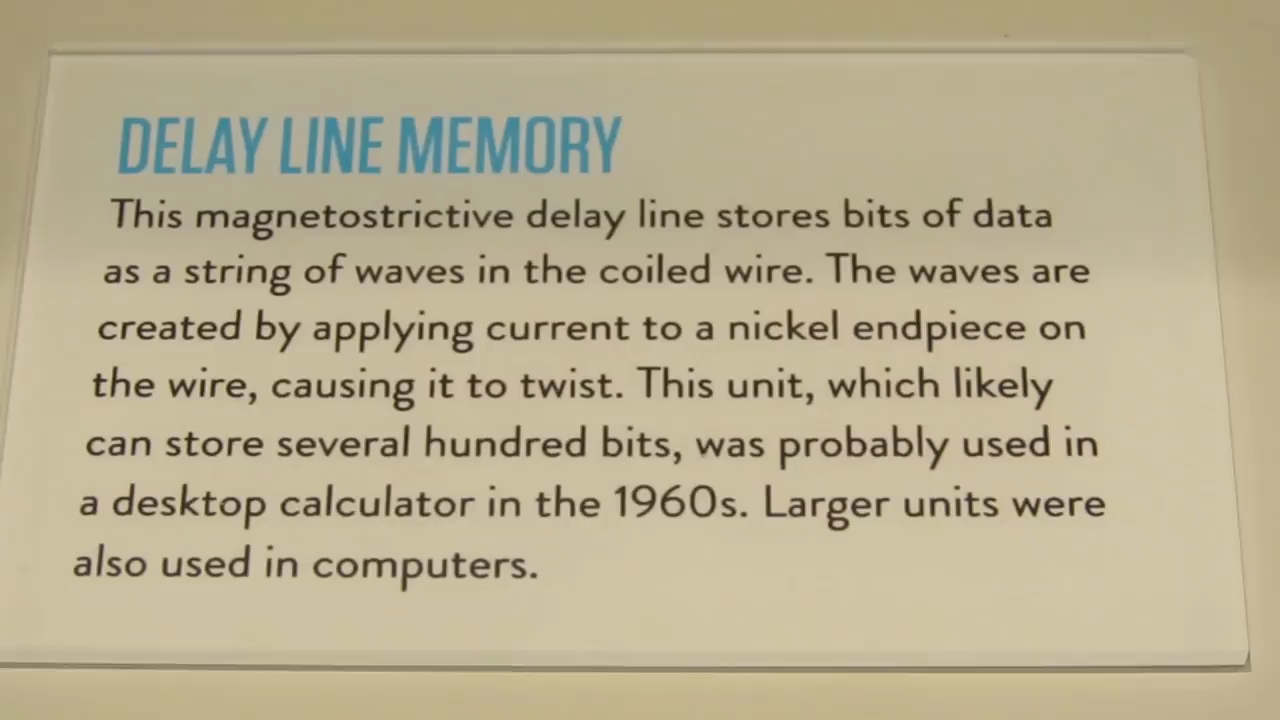 DELAY LINE MEMORY
This magnetostrictive delay line stores bits of data
as a string of waves in the coiled wire. The waves are
created by applying current to a nickel endpiece on
the wire, causing it to twist. This unit, which likely
can store several hundred bits, was probably used in
a desktop calculator in the 1960s. Larger units were
also used in computers.